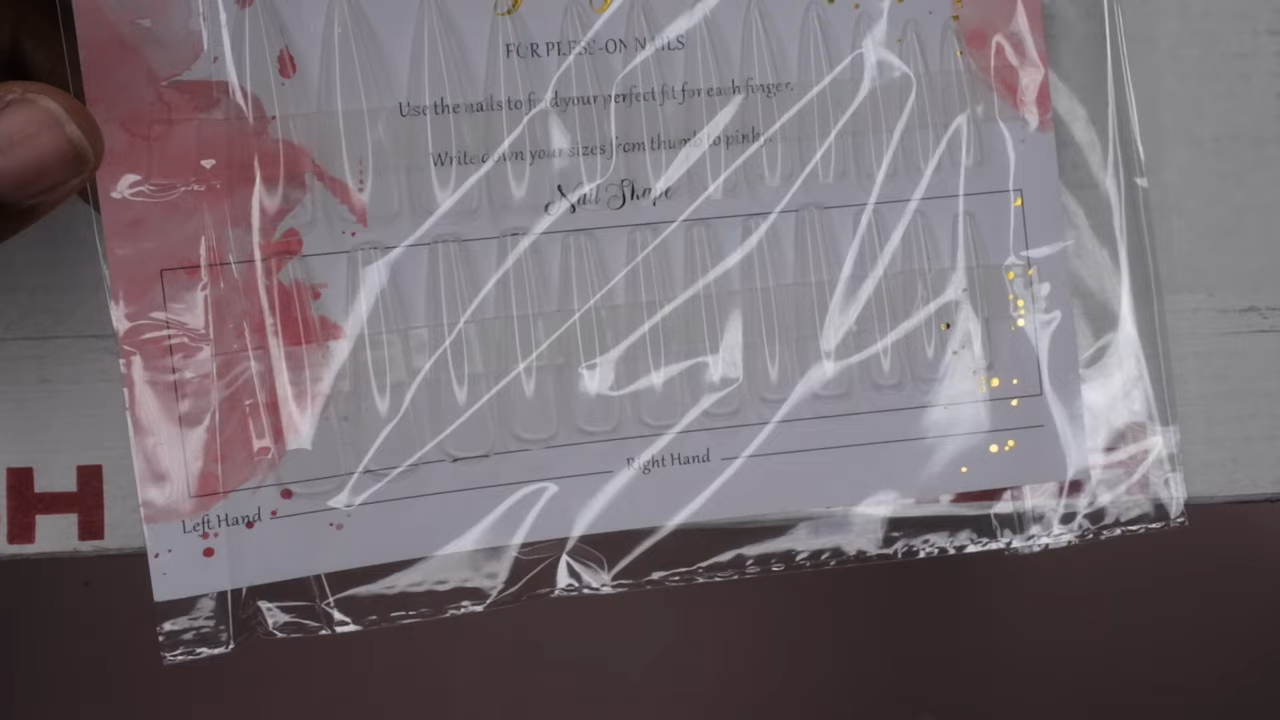 FOR PRESS-ON NAILS
Use the nails to find your perfect fit for each finger.
Write down your sizes from thumb to pinky.
Nail Shape
Left Hand
Right Hand
H